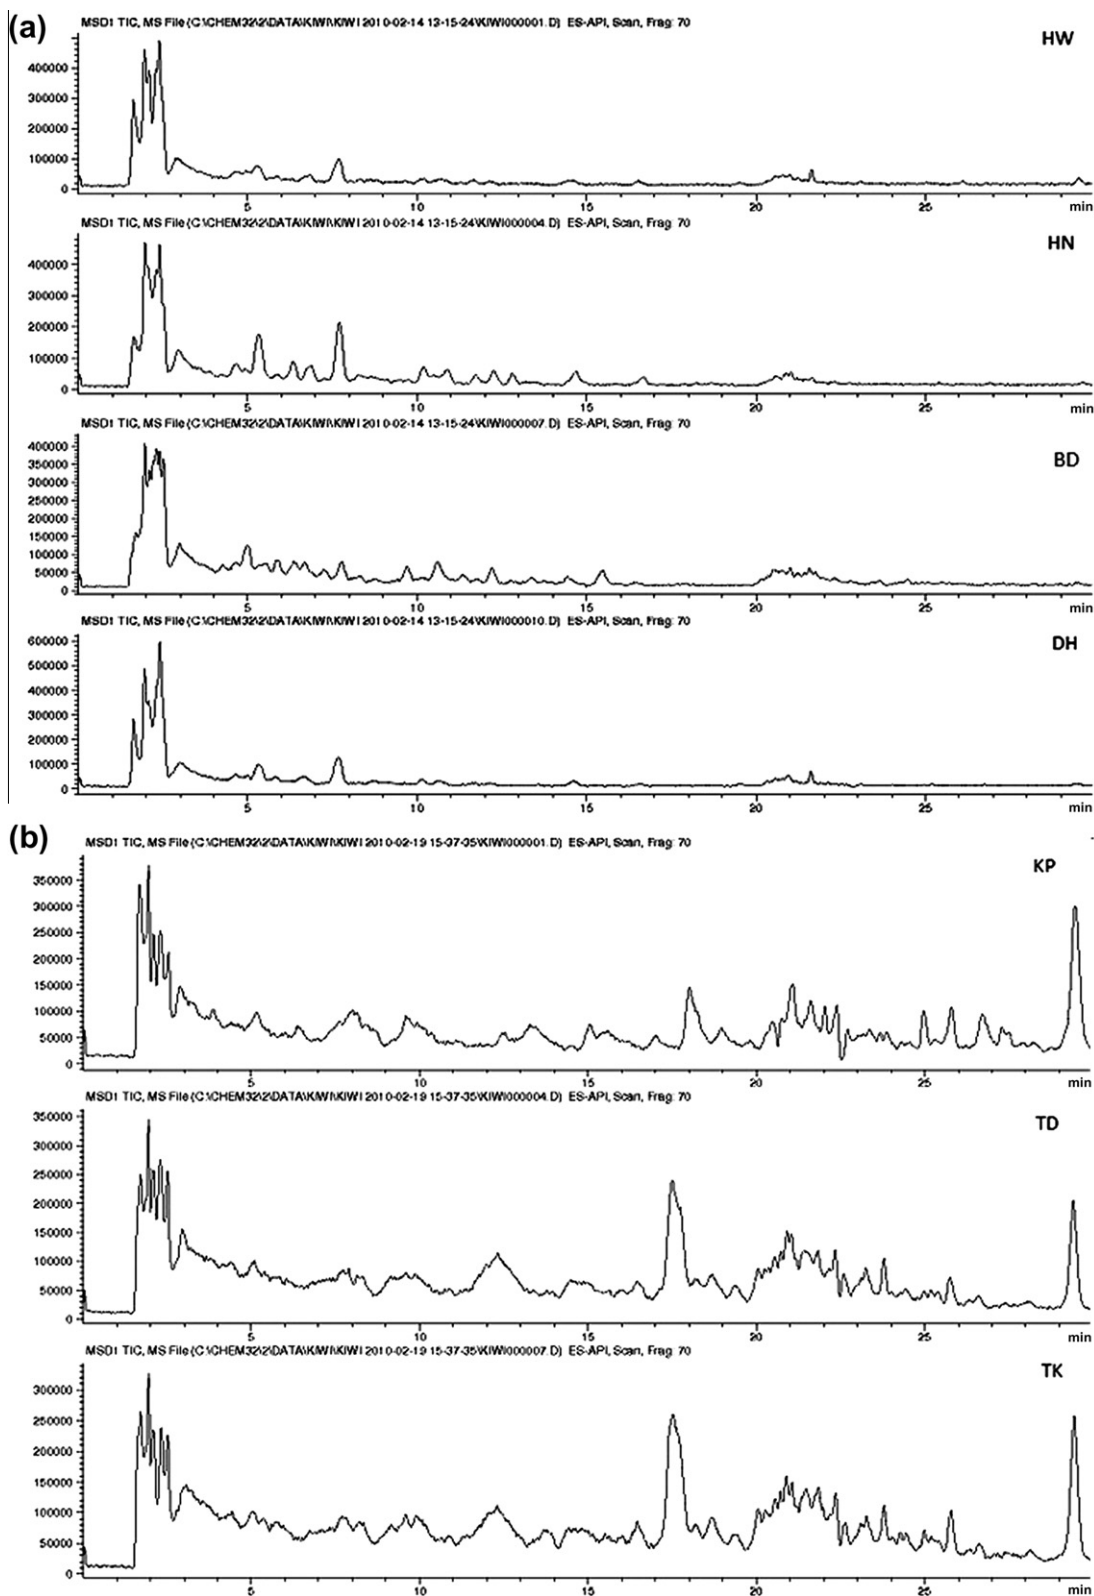 (a)
MSD1 TIC, MS File (C:\CHEM32\2\DATA\KIWI\KIWI 2010-02-14 13-15-24\KIWI000001.D) ES-API, Scan, Frag: 70
HW
400000
300000
200000
100000
0
5 10 15 20 25 min
MSD1 TIC, MS File (C:\CHEM32\2\DATA\KIWI\KIWI 2010-02-14 13-15-24\KIWI000004.D) ES-API, Scan, Frag: 70
HN
400000
300000
200000
100000
0
5 10 15 20 25 min
MSD1 TIC, MS File (C:\CHEM32\2\DATA\KIWI\KIWI 2010-02-14 13-15-24\KIWI000007.D) ES-API, Scan, Frag: 70
BD
400000
350000
300000
250000
200000
150000
100000
50000
0
5 10 15 20 25 min
MSD1 TIC, MS File (C:\CHEM32\2\DATA\KIWI\KIWI 2010-02-14 13-15-24\KIWI000010.D) ES-API, Scan, Frag: 70
DH
600000
500000
400000
300000
200000
100000
0
5 10 15 20 25 min
(b)
MSD1 TIC, MS File (C:\CHEM32\2\DATA\KIWI\KIWI 2010-02-19 15-37-35\KIWI000001.D) ES-API, Scan, Frag: 70
KP
350000
300000
250000
200000
150000
100000
50000
0
5 10 15 20 25 min
MSD1 TIC, MS File (C:\CHEM32\2\DATA\KIWI\KIWI 2010-02-19 15-37-35\KIWI000004.D) ES-API, Scan, Frag: 70
TD
350000
300000
250000
200000
150000
100000
50000
0
5 10 15 20 25 min
MSD1 TIC, MS File (C:\CHEM32\2\DATA\KIWI\KIWI 2010-02-19 15-37-35\KIWI000007.D) ES-API, Scan, Frag: 70
TK
300000
250000
200000
150000
100000
50000
0
5 10 15 20 25 min